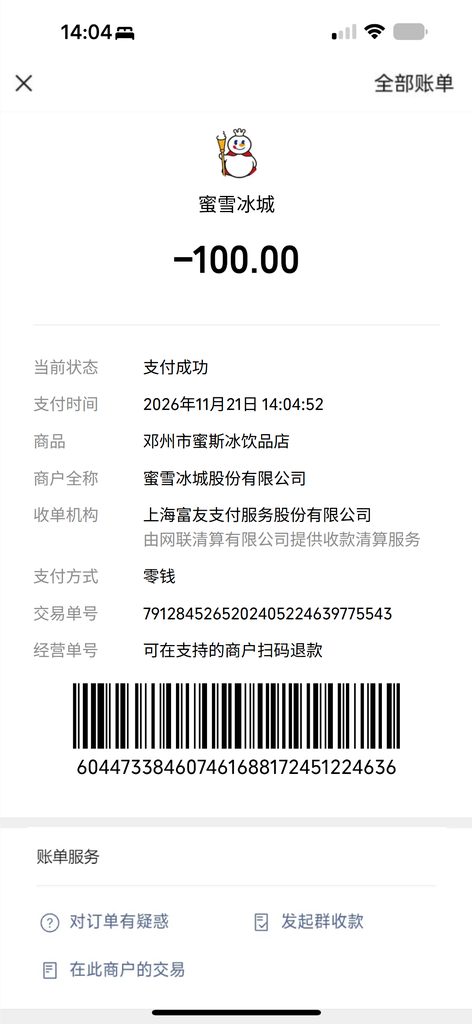 14:04
全部账单
蜜雪冰城
-100.00
当前状态 支付成功
支付时间 2026年11月21日 14:04:52
商品 邓州市蜜斯冰饮品店
商户全称 蜜雪冰城股份有限公司
收单机构 上海富友支付服务股份有限公司
由网联清算有限公司提供收款清算服务
支付方式 零钱
交易单号 7912845265202405224639775543
经营单号 可在支持的商户扫码退款
604473384607461688172451224636
账单服务
对订单有疑惑 发起群收款
在此商户的交易